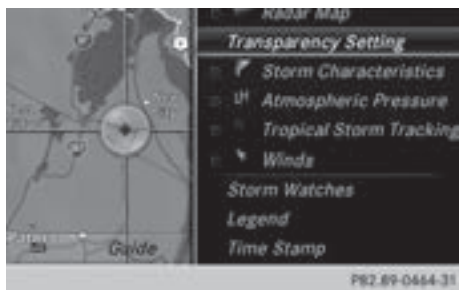 Radar Map
Transparency Setting
Storm Characteristics
LH Atmospheric Pressure
Tropical Storm Tracking
Winds
Storm Watches
Legend
Guide
Time Stamp
P82.89-0464-31